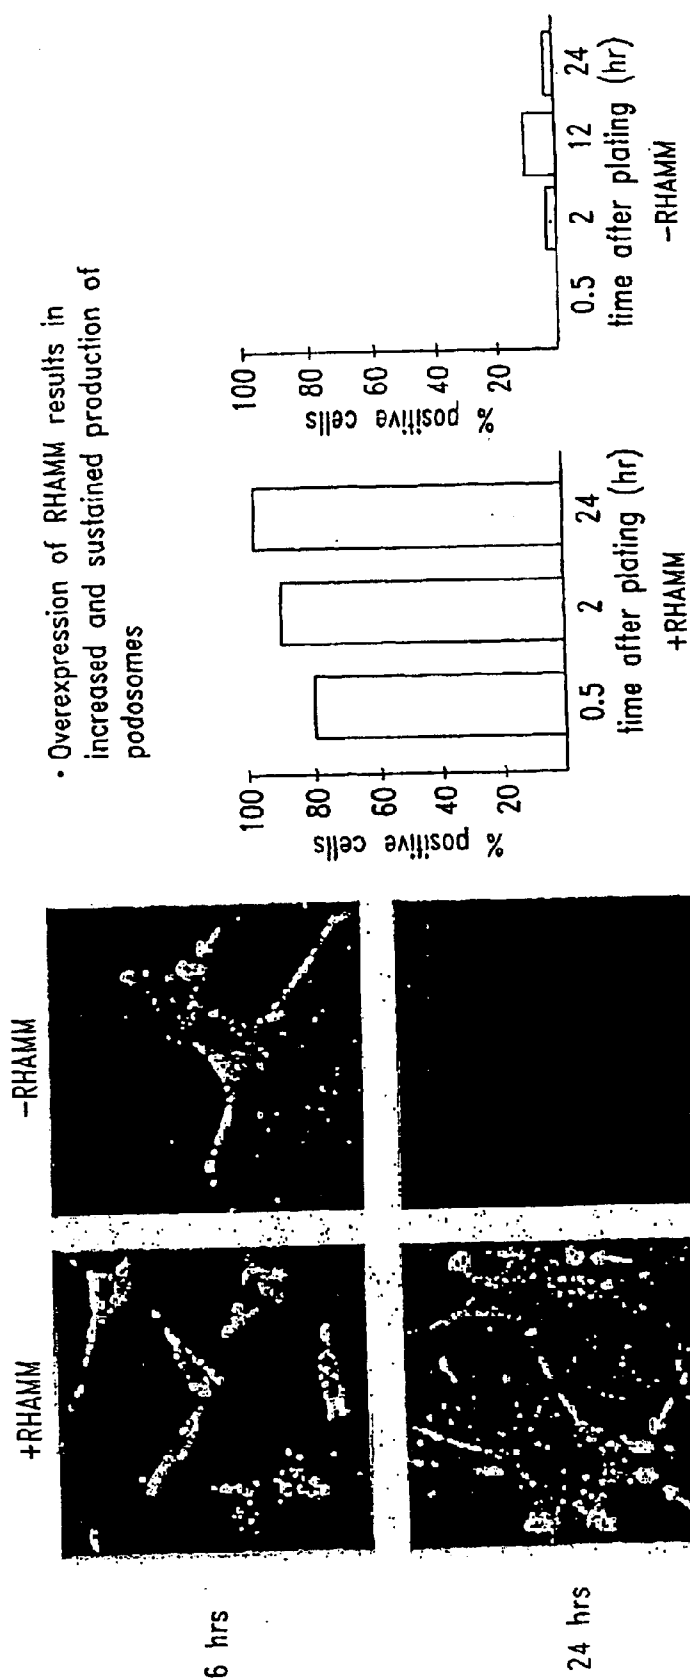 +RHAMM
−RHAMM
6 hrs
24 hrs
• Overexpression of RHAMM results in
increased and sustained production of
podosomes
% positive cells
100
80
60
40
20
0.5 2 24
time after plating (hr)
+RHAMM
% positive cells
100
80
60
40
20
0.5 2 12 24
time after plating (hr)
−RHAMM